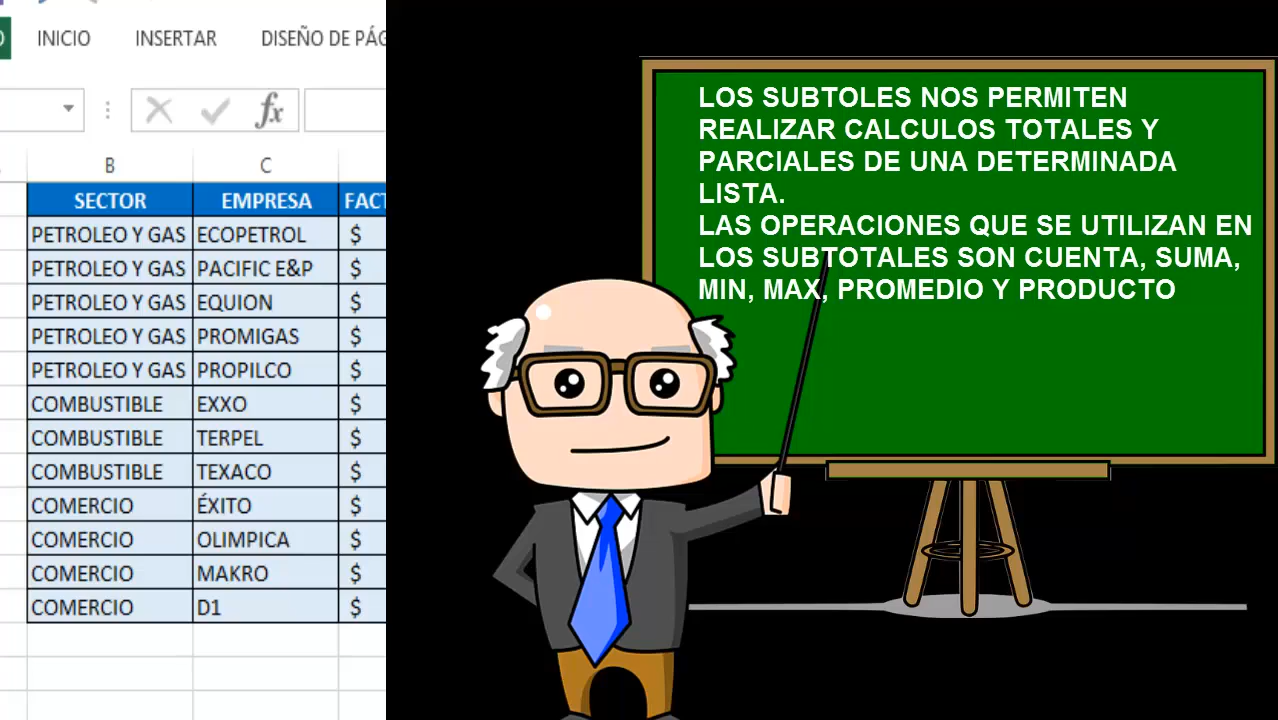 INICIO INSERTAR DISEÑO DE PÁG
fx
B C
SECTOR EMPRESA FACT
PETROLEO Y GAS ECOPETROL $
PETROLEO Y GAS PACIFIC E&P $
PETROLEO Y GAS EQUION $
PETROLEO Y GAS PROMIGAS $
PETROLEO Y GAS PROPILCO $
COMBUSTIBLE EXXO $
COMBUSTIBLE TERPEL $
COMBUSTIBLE TEXACO $
COMERCIO ÉXITO $
COMERCIO OLIMPICA $
COMERCIO MAKRO $
COMERCIO D1 $
LOS SUBTOLES NOS PERMITEN
REALIZAR CALCULOS TOTALES Y
PARCIALES DE UNA DETERMINADA
LISTA.
LAS OPERACIONES QUE SE UTILIZAN EN
LOS SUBTOTALES SON CUENTA, SUMA,
MIN, MAX, PROMEDIO Y PRODUCTO